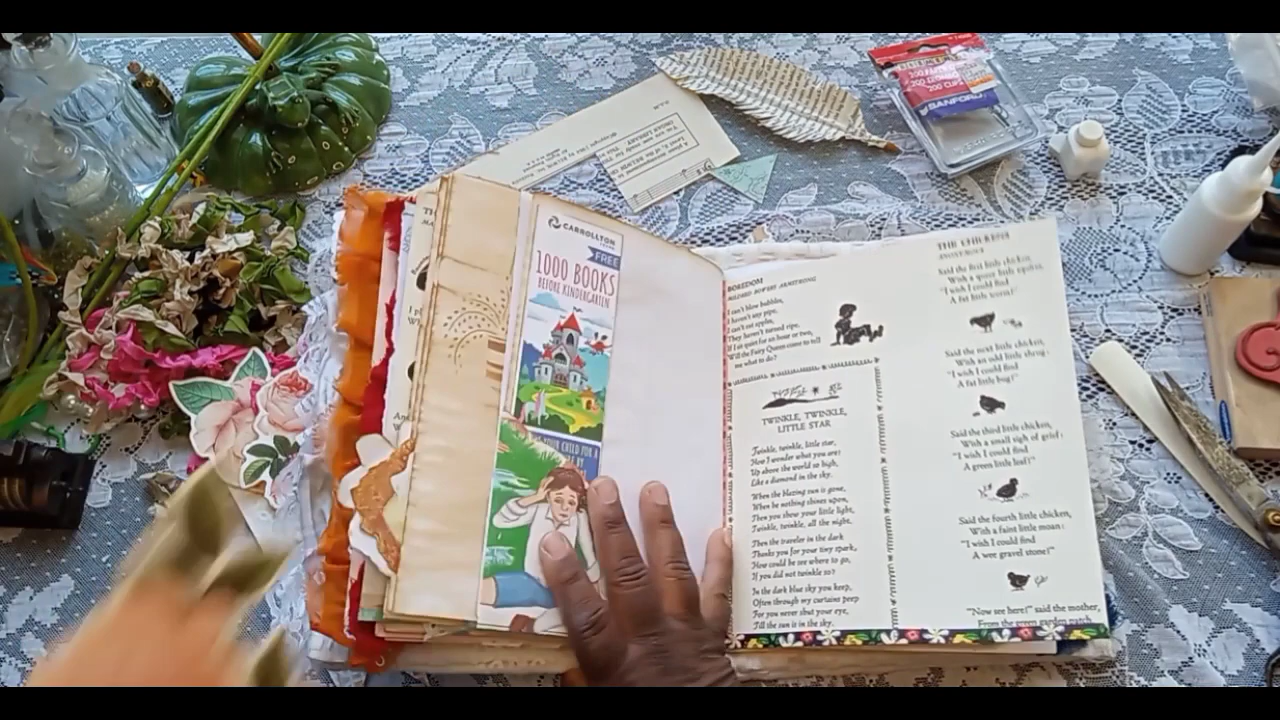 CARROLLTON
TEXAS
FREE
1000 BOOKS
BEFORE KINDERGARTEN
YOUR CHILD FOR A
BOREDOM
MILDRED BOWERS ARMSTRONG
I can't blow bubbles,
I haven't any pipe,
I can't eat apples,
They haven't turned ripe,
If I sit quiet for an hour or two,
Will the Fairy Queen come to tell
me what to do?
TWINKLE, TWINKLE,
LITTLE STAR
Twinkle, twinkle, little star,
How I wonder what you are!
Up above the world so high,
Like a diamond in the sky.
When the blazing sun is gone,
When he nothing shines upon,
Then you show your little light,
Twinkle, twinkle, all the night.
Then the traveler in the dark
Thanks you for your tiny spark,
How could he see where to go,
If you did not twinkle so?
In the dark blue sky you keep,
Often through my curtains peep
For you never shut your eye,
Till the sun is in the sky.
THE CHICKENS
ANONYMOUS
Said the first little chicken,
With a queer little squirm,
"I wish I could find
A fat little worm!"
Said the next little chicken,
With an odd little shrug:
"I wish I could find
A fat little bug!"
Said the third little chicken,
With a small sigh of grief:
"I wish I could find
A green little leaf!"
Said the fourth little chicken,
With a faint little moan:
"I wish I could find
A wee gravel stone!"
"Now see here!" said the mother,
From the green garden patch,
200 CLIPS
SANFORD